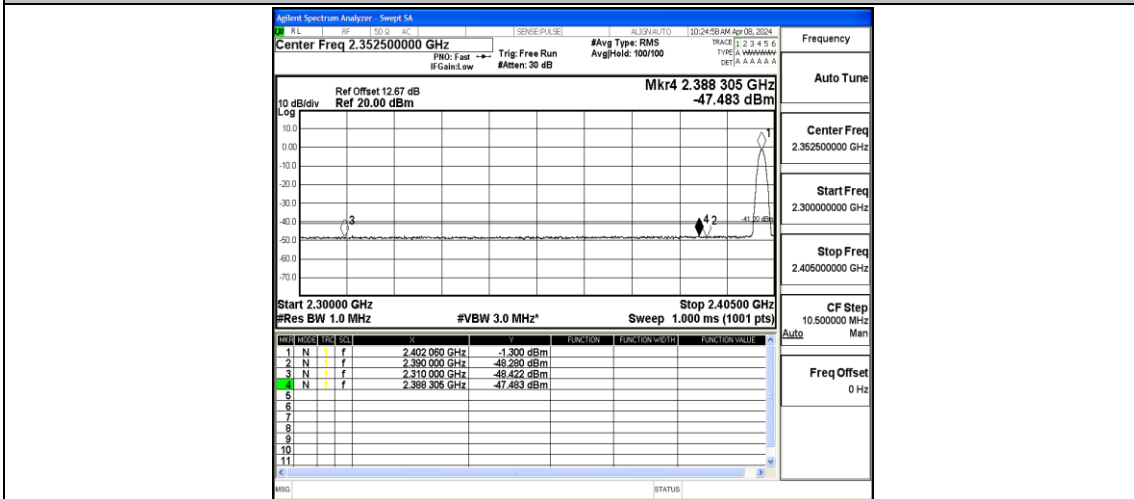 Agilent Spectrum Analyzer - Swept SA
RL RF 50 Ω AC SENSE:PULSE ALIGN AUTO 10:24:58 AM Apr 08, 2024
Center Freq 2.352500000 GHz
PNO: Fast
IFGain:Low
Trig: Free Run
#Atten: 30 dB
#Avg Type: RMS
Avg|Hold: 100/100
TRACE 1 2 3 4 5 6
TYPE A WWWWW
DET A A A A A A
Ref Offset 12.67 dB
10 dB/div Ref 20.00 dBm
Log
Mkr4 2.388 305 GHz
-47.483 dBm
10.0
0.00
-10.0
-20.0
-30.0
-40.0
-50.0
-60.0
-70.0
1
3
4 2
-41.20 dBm
Start 2.30000 GHz Stop 2.40500 GHz
#Res BW 1.0 MHz #VBW 3.0 MHz* Sweep 1.000 ms (1001 pts)
MKR MODE TRC SCL X Y FUNCTION FUNCTION WIDTH FUNCTION VALUE
1 N 1 f 2.402 060 GHz -1.300 dBm
2 N 1 f 2.390 000 GHz -48.280 dBm
3 N 1 f 2.310 000 GHz -48.422 dBm
4 N 1 f 2.388 305 GHz -47.483 dBm
5
6
7
8
9
10
11
MSG STATUS
Frequency
Auto Tune
Center Freq
2.352500000 GHz
Start Freq
2.300000000 GHz
Stop Freq
2.405000000 GHz
CF Step
10.500000 MHz
Auto Man
Freq Offset
0 Hz